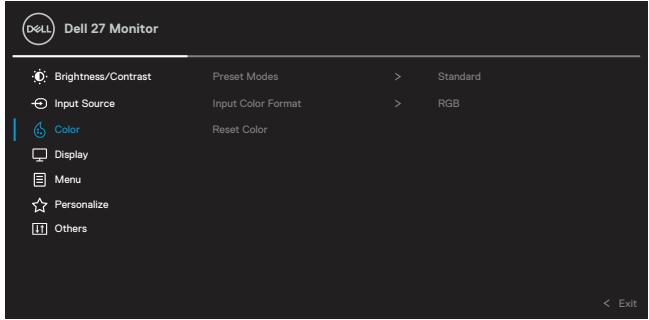 DELL Dell 27 Monitor
Brightness/Contrast Preset Modes > Standard
Input Source Input Color Format > RGB
Color Reset Color
Display
Menu
Personalize
Others
< Exit